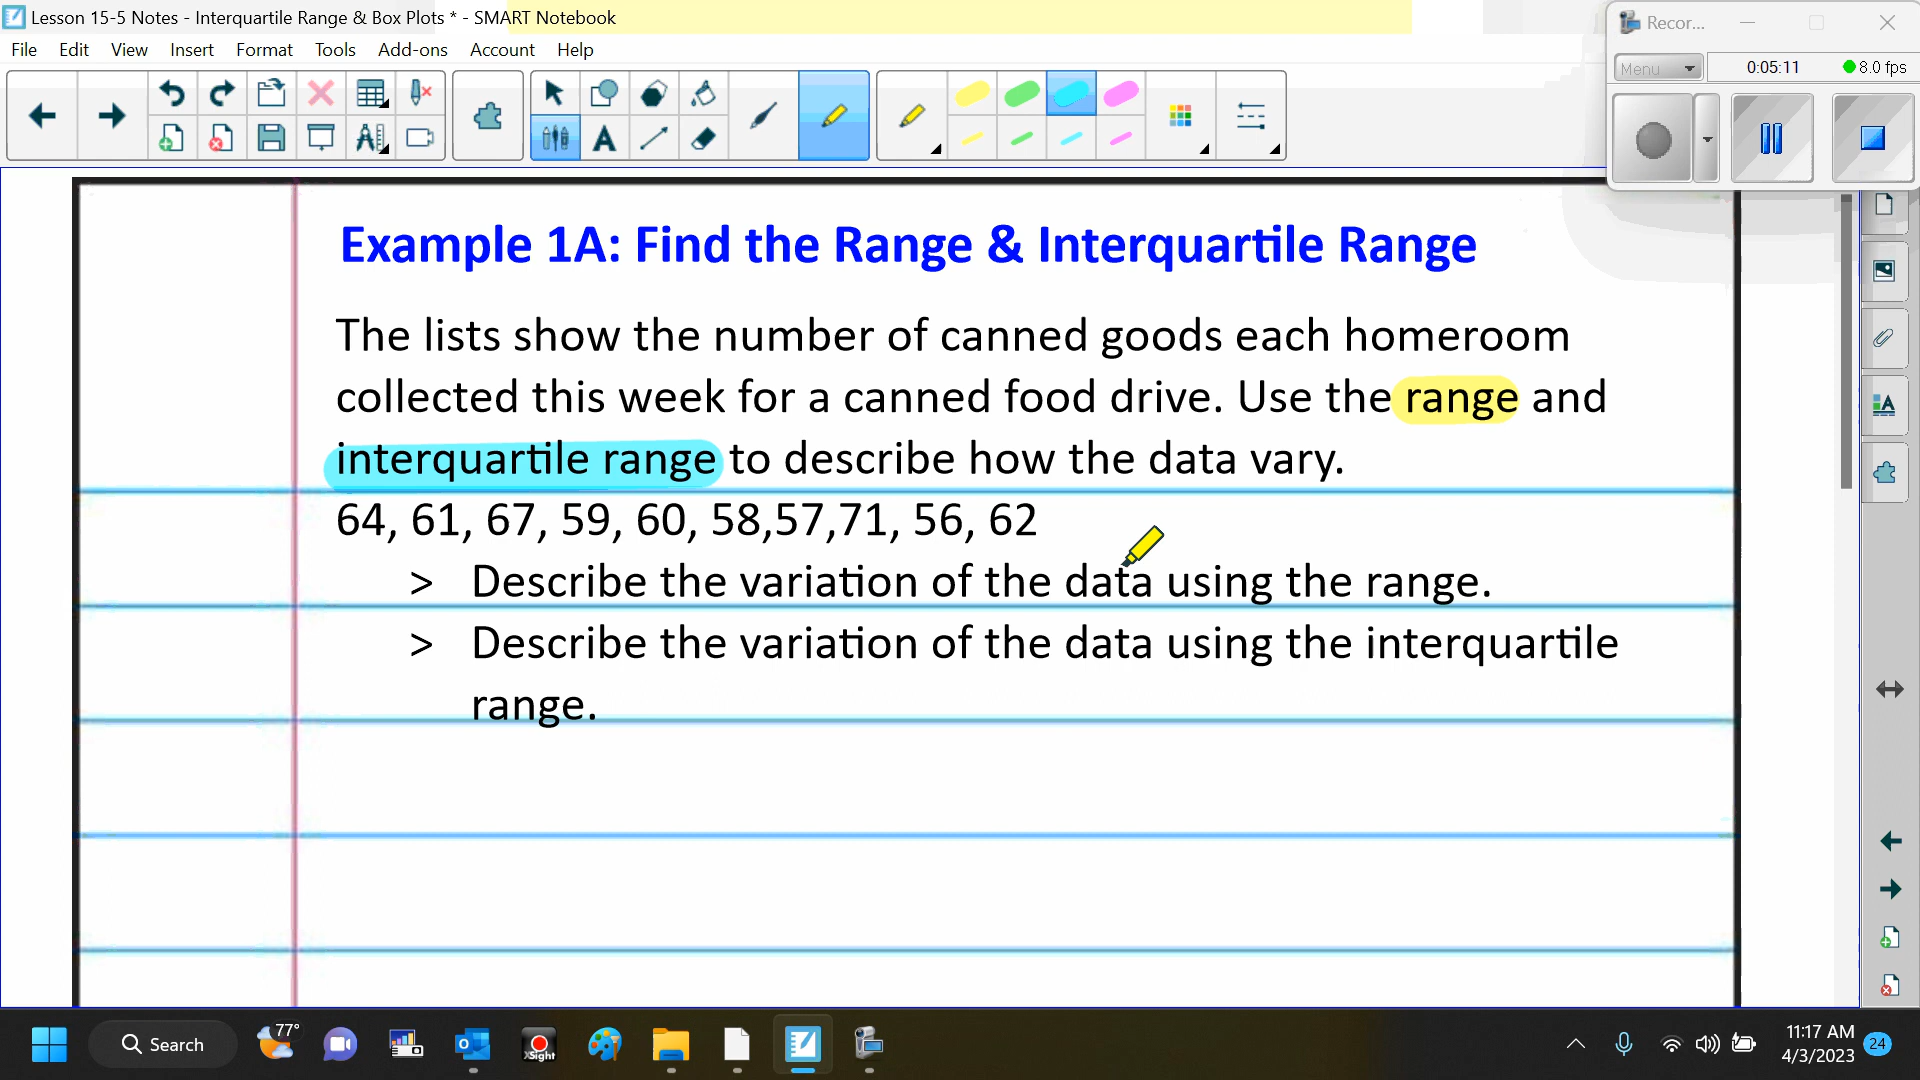 Lesson 15-5 Notes - Interquartile Range & Box Plots * - SMART Notebook
Recor...
File Edit View Insert Format Tools Add-ons Account Help
Menu 0:05:11 8.0 fps
Example 1A: Find the Range & Interquartile Range
The lists show the number of canned goods each homeroom
collected this week for a canned food drive. Use the range and
interquartile range to describe how the data vary.
64, 61, 67, 59, 60, 58,57,71, 56, 62
> Describe the variation of the data using the range.
> Describe the variation of the data using the interquartile
range.
77°
Search
XSight
11:17 AM
4/3/2023
24